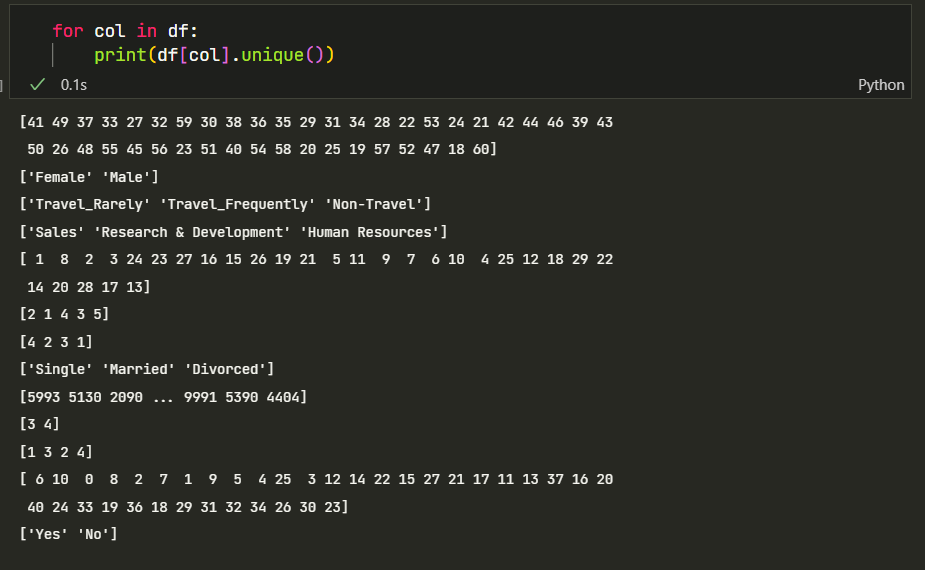 for col in df:
print(df[col].unique())
0.1s
Python
[41 49 37 33 27 32 59 30 38 36 35 29 31 34 28 22 53 24 21 42 44 46 39 43
50 26 48 55 45 56 23 51 40 54 58 20 25 19 57 52 47 18 60]
['Female' 'Male']
['Travel_Rarely' 'Travel_Frequently' 'Non-Travel']
['Sales' 'Research & Development' 'Human Resources']
[ 1  8  2  3 24 23 27 16 15 26 19 21  5 11  9  7  6 10  4 25 12 18 29 22
14 20 28 17 13]
[2 1 4 3 5]
[4 2 3 1]
['Single' 'Married' 'Divorced']
[5993 5130 2090 ... 9991 5390 4404]
[3 4]
[1 3 2 4]
[ 6 10  0  8  2  7  1  9  5  4 25  3 12 14 22 15 27 21 17 11 13 37 16 20
40 24 33 19 36 18 29 31 32 34 26 30 23]
['Yes' 'No']